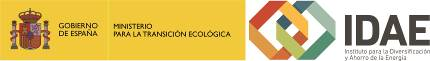 GOBIERNO
DE ESPAÑA
MINISTERIO
PARA LA TRANSICIÓN ECOLÓGICA
IDAE
Instituto para la Diversificación
y Ahorro de la Energía